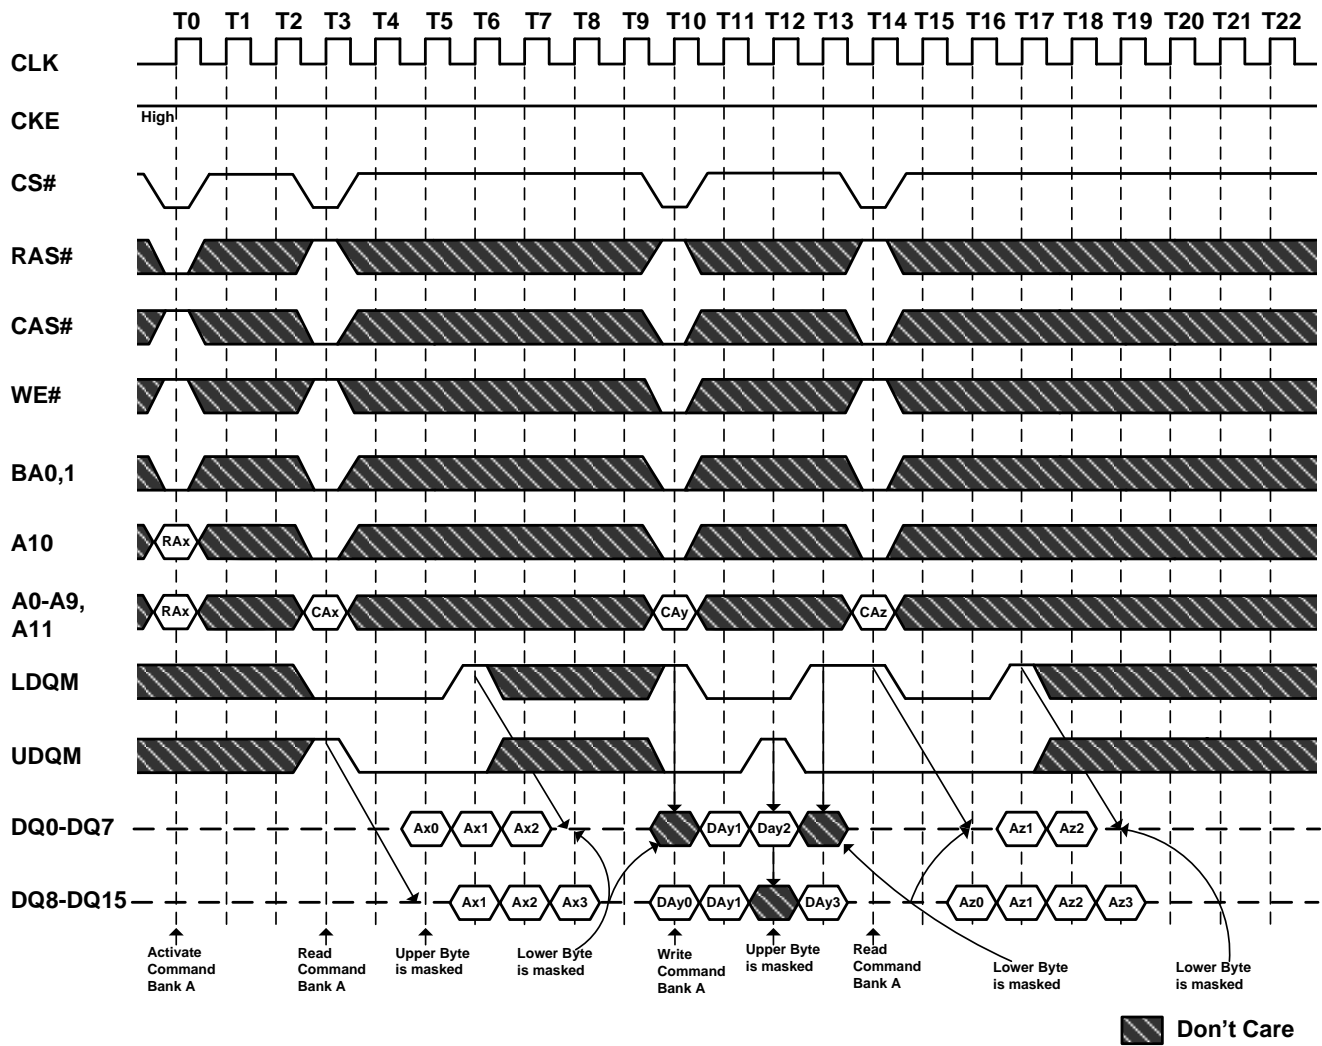 T0 T1 T2 T3 T4 T5 T6 T7 T8 T9 T10 T11 T12 T13 T14 T15 T16 T17 T18 T19 T20 T21 T22
CLK
CKE
High
CS#
RAS#
CAS#
WE#
BA0,1
A10
RAx
A0-A9,
A11
RAx CAx CAy CAz
LDQM
UDQM
DQ0-DQ7
Ax0 Ax1 Ax2 DAy1 Day2 Az1 Az2
DQ8-DQ15
Ax1 Ax2 Ax3 DAy0 DAy1 DAy3 Az0 Az1 Az2 Az3
Activate
Command
Bank A
Read
Command
Bank A
Upper Byte
is masked
Lower Byte
is masked
Write
Command
Bank A
Upper Byte
is masked
Read
Command
Bank A
Lower Byte
is masked
Lower Byte
is masked
Don't Care